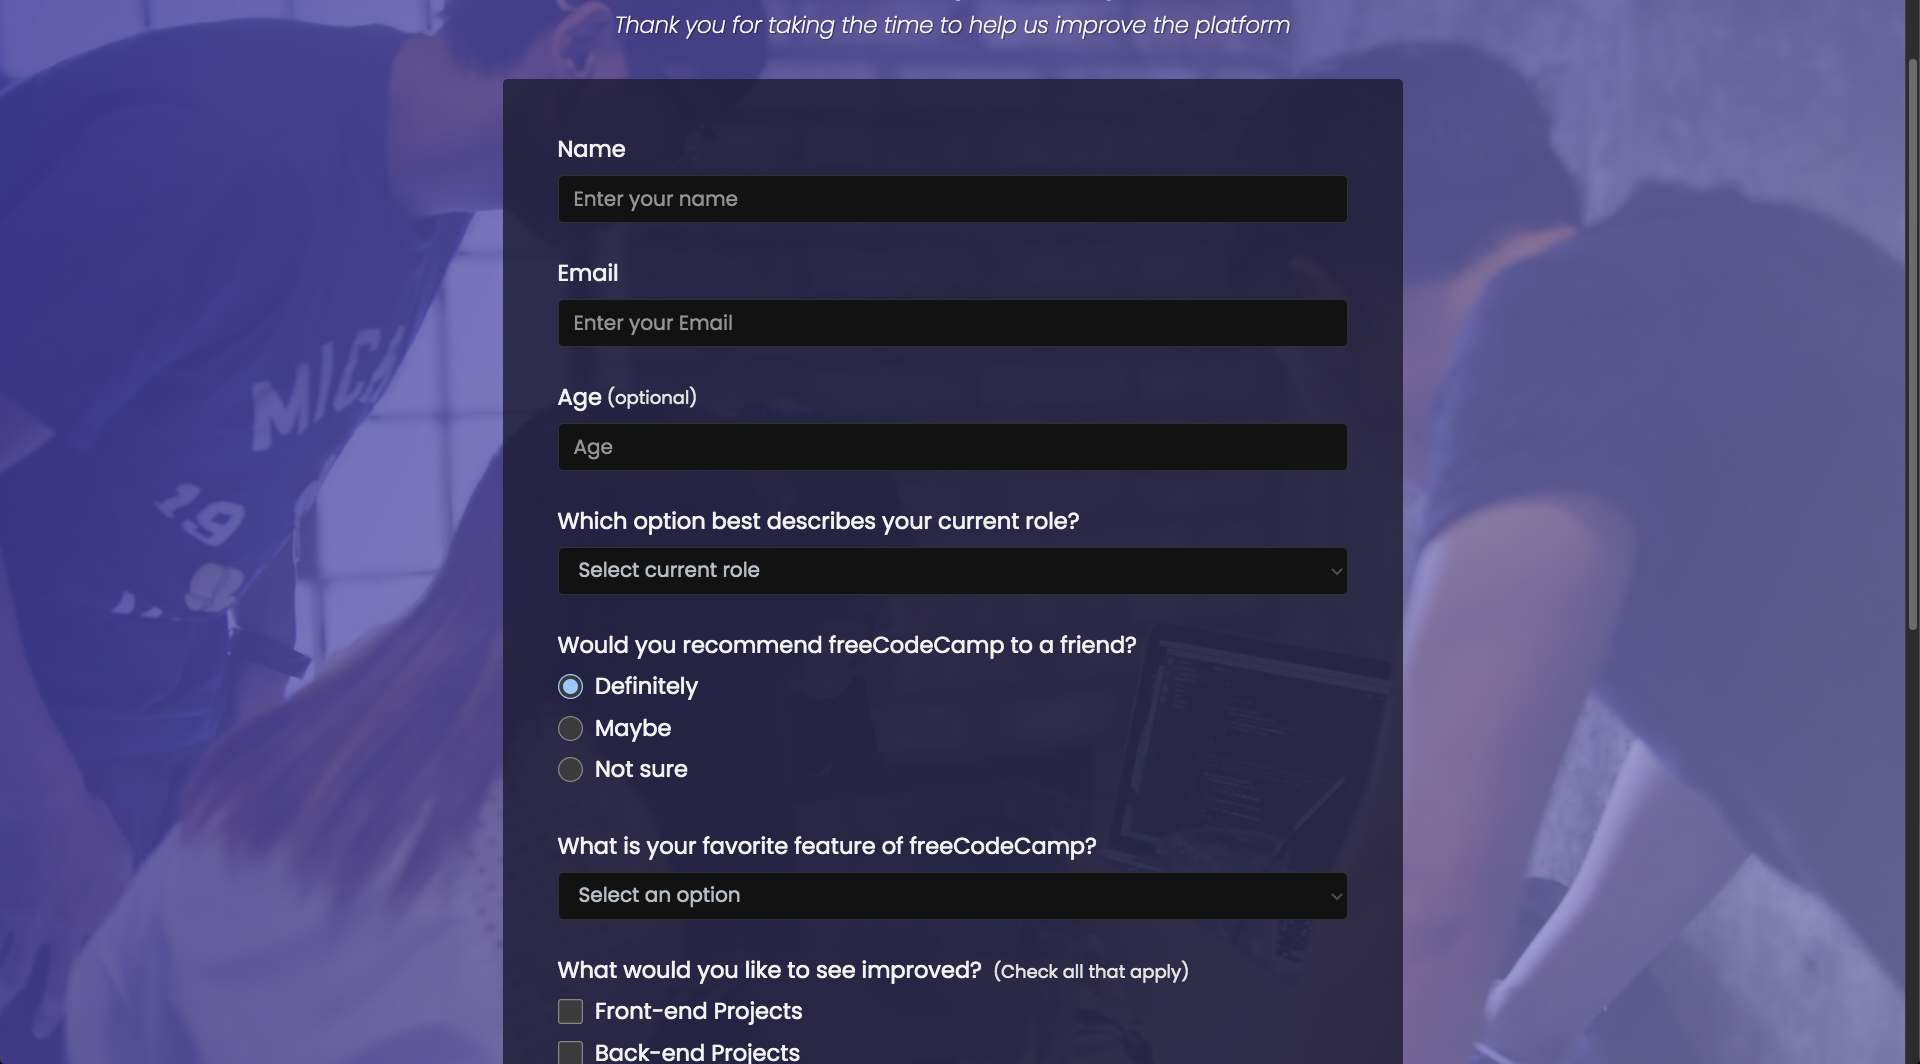 Thank you for taking the time to help us improve the platform
Name
Enter your name
Email
Enter your Email
Age (optional)
Age
Which option best describes your current role?
Select current role
Would you recommend freeCodeCamp to a friend?
Definitely
Maybe
Not sure
What is your favorite feature of freeCodeCamp?
Select an option
What would you like to see improved? (Check all that apply)
Front-end Projects
Back-end Projects
19